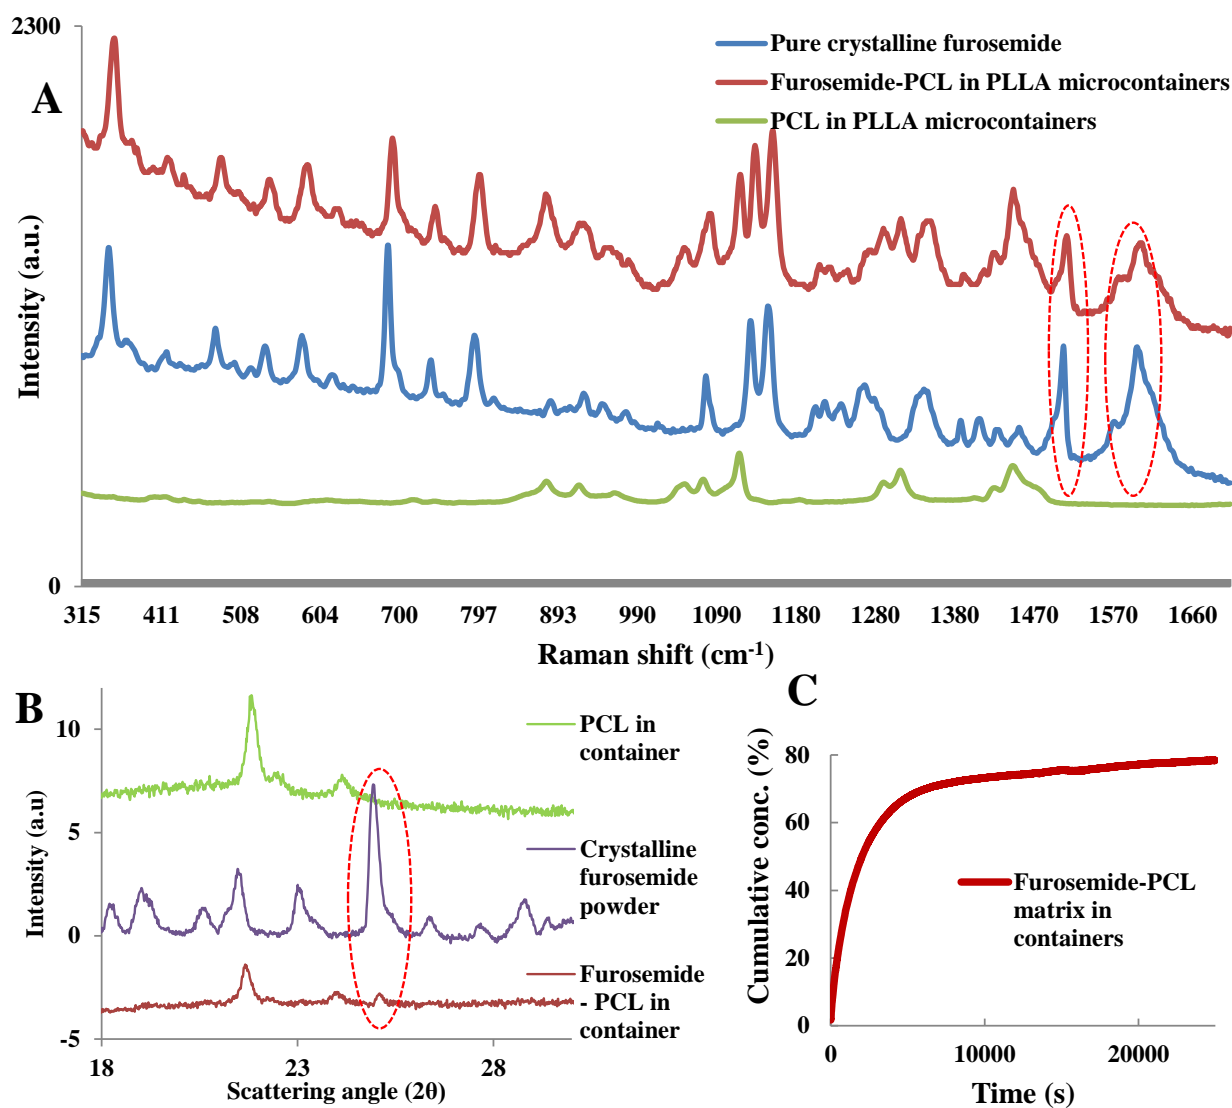 2300
A
Pure crystalline furosemide
Furosemide-PCL in PLLA microcontainers
PCL in PLLA microcontainers
Intensity (a.u.)
0
315 411 508 604 700 797 893 990 1090 1180 1280 1380 1470 1570 1660
Raman shift (cm⁻¹)
B
10
5
0
-5
Intensity (a.u)
PCL in
container
Crystalline
furosemide
powder
Furosemide
- PCL in
container
18 23 28
Scattering angle (2θ)
C
80
60
40
20
0
Cumulative conc. (%)
Furosemide-PCL
matrix in
containers
0 10000 20000
Time (s)